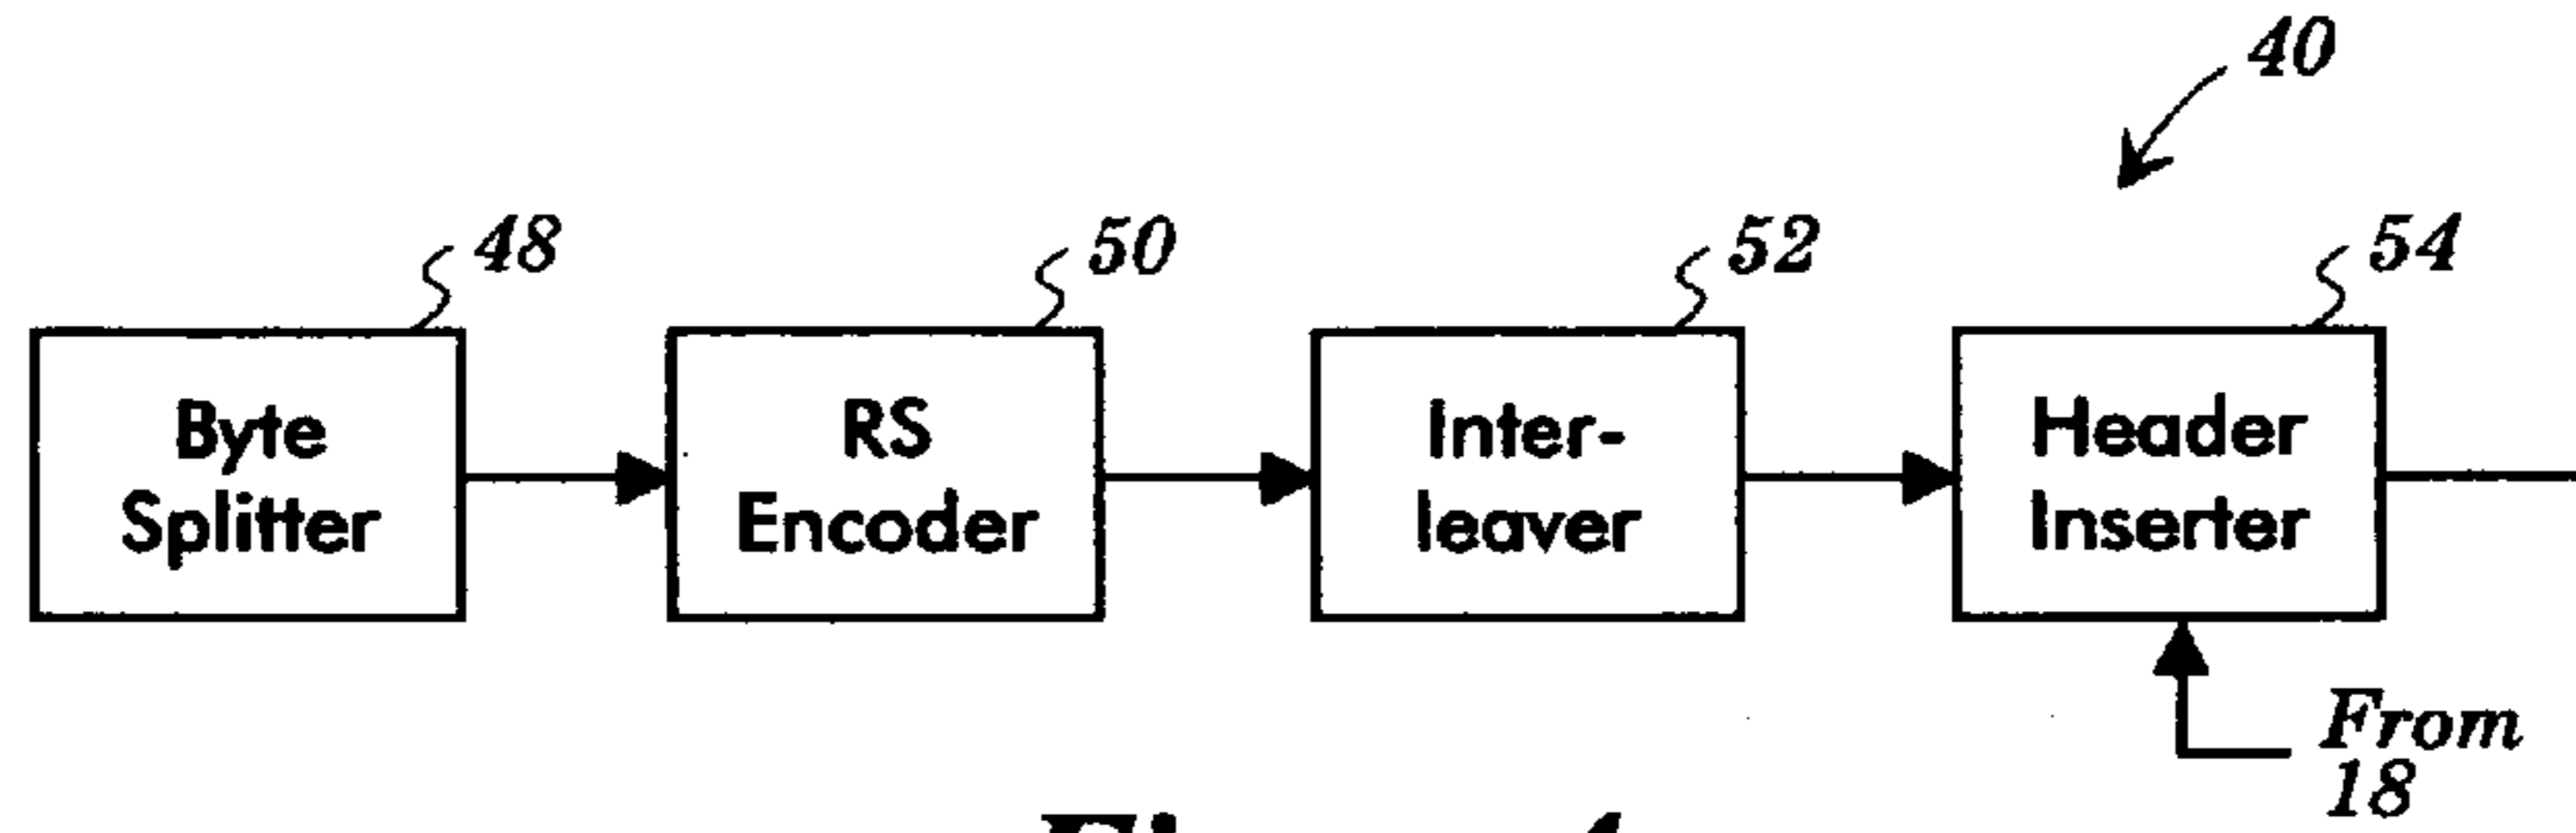 40
48
50
52
54
Byte
Splitter
RS
Encoder
Inter-
leaver
Header
Inserter
From
18